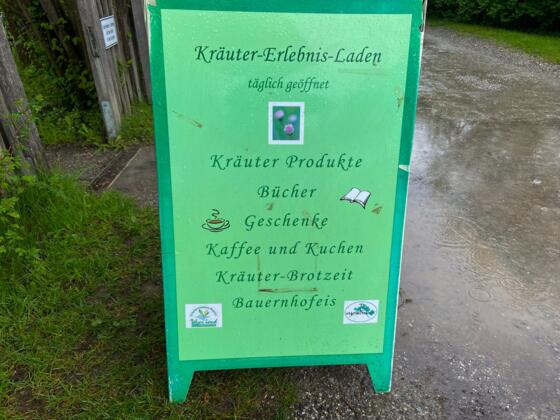 Kräuter-Erlebnis-Laden
täglich geöffnet
Kräuter Produkte
Bücher
Geschenke
Kaffee und Kuchen
Kräuter-Brotzeit
Bauernhofeis